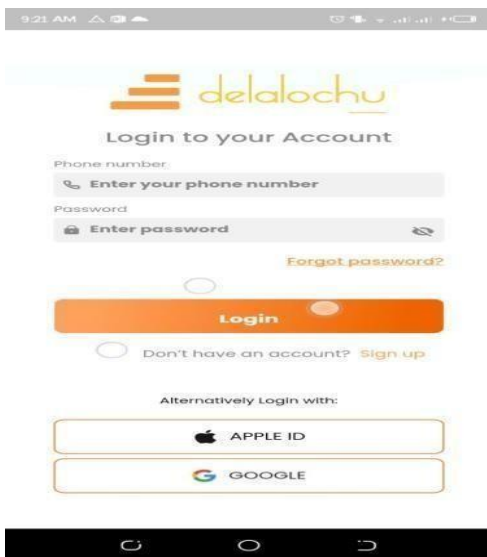 9:21 AM
delalochu
Login to your Account
Phone number
Enter your phone number
Password
Enter password
Forgot password?
Login
Don't have an account? Sign up
Alternatively Login with:
APPLE ID
GOOGLE